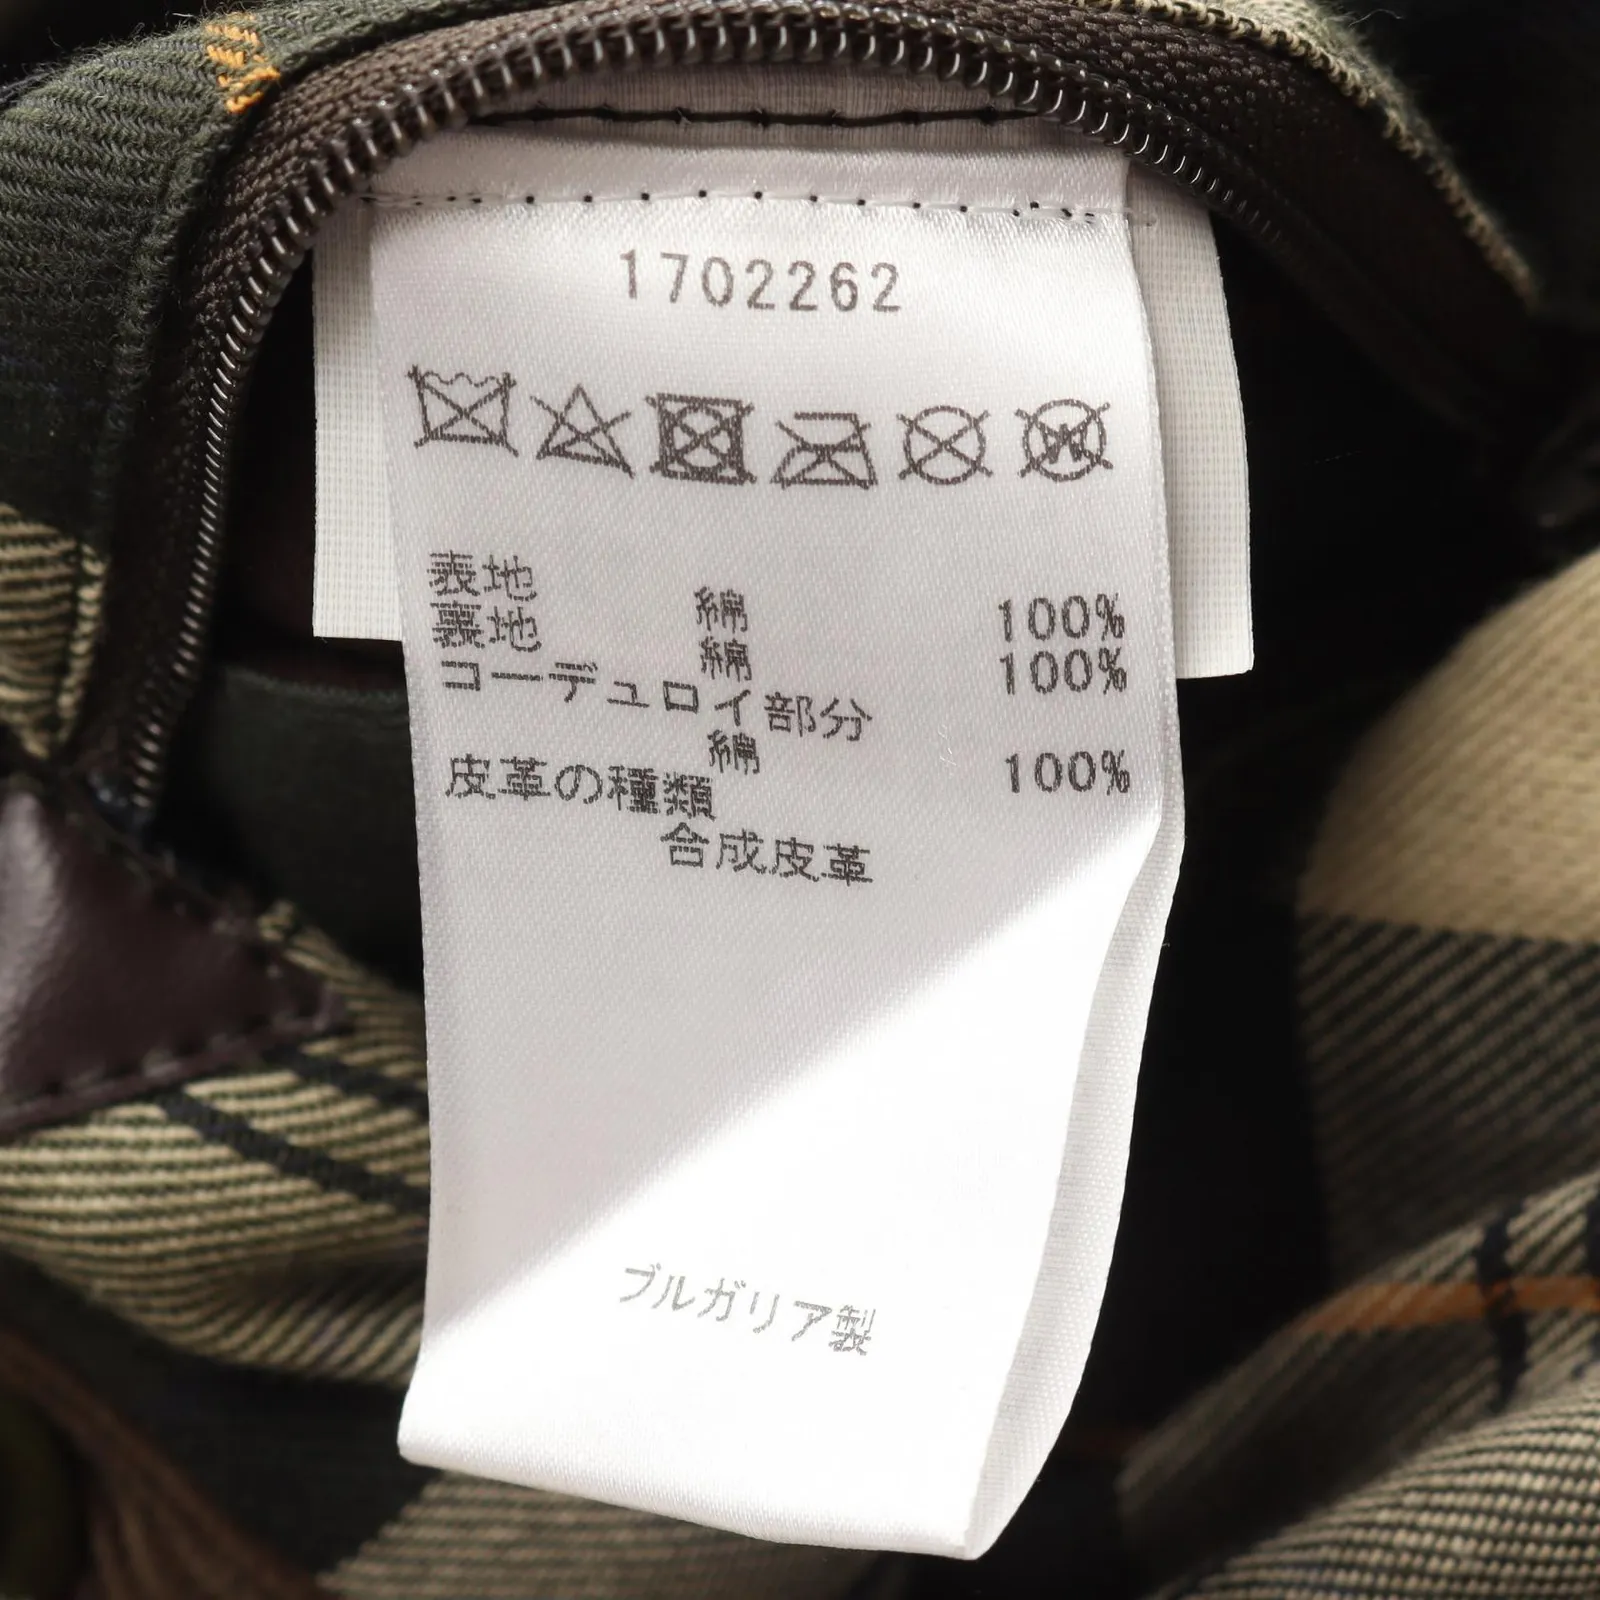 1702262
表地
綿 100%
裏地
綿 100%
コーデュロイ部分
綿 100%
皮革の種類
合成皮革
ブルガリア製